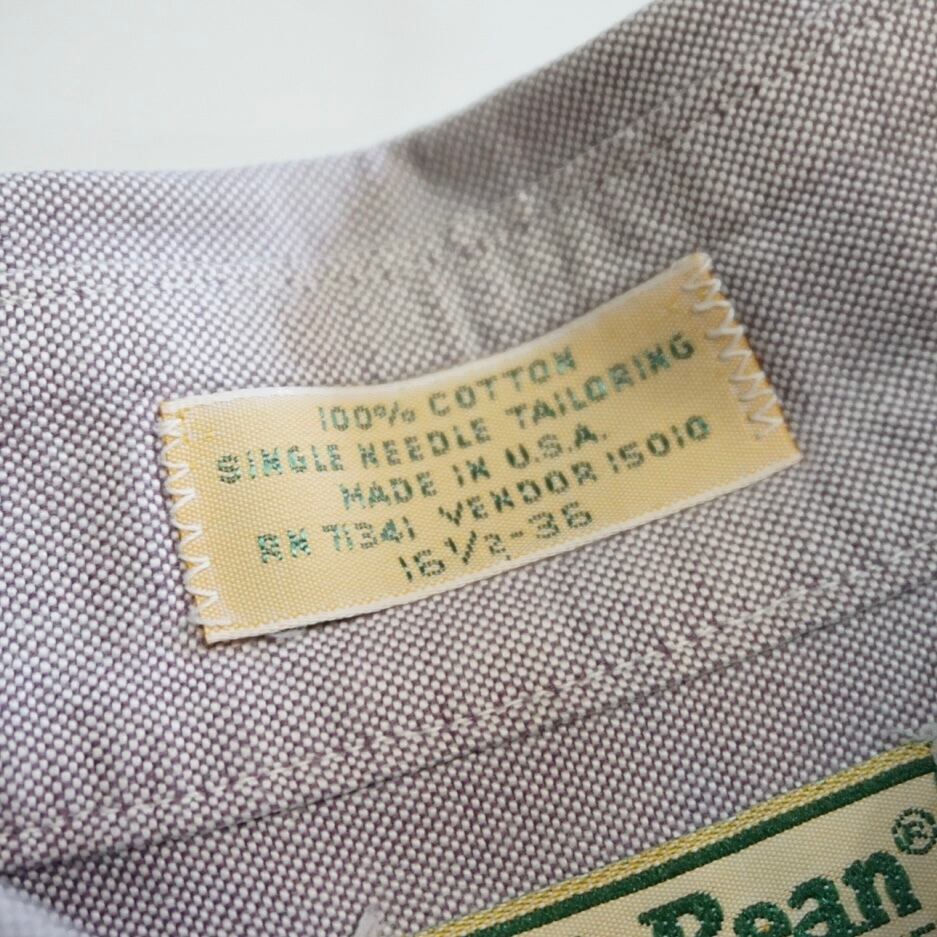 100% COTTON
SINGLE NEEDLE TAILORING
MADE IN U.S.A.
RN 71341 VENDOR 15010
16 1/2-36
Bean®